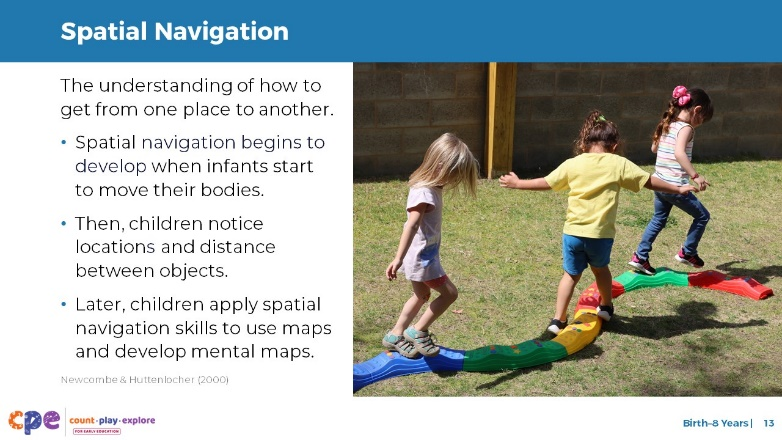 Spatial Navigation
The understanding of how to
get from one place to another.
• Spatial navigation begins to
develop when infants start
to move their bodies.
• Then, children notice
locations and distance
between objects.
• Later, children apply spatial
navigation skills to use maps
and develop mental maps.
Newcombe & Huttenlocher (2000)
cpe count·play·explore
FOR EARLY EDUCATION
Birth–8 Years | 13